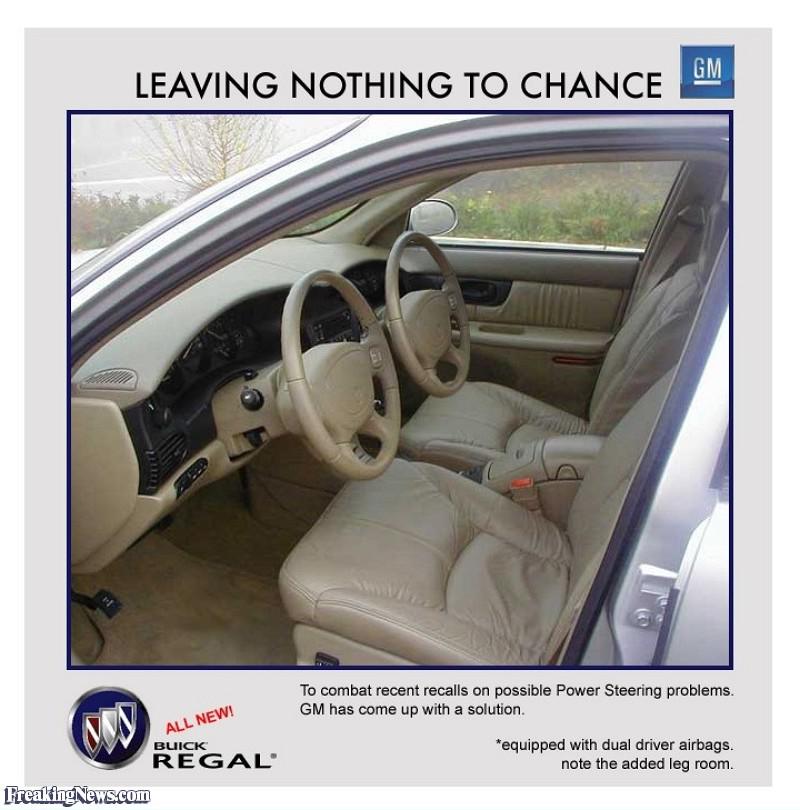 LEAVING NOTHING TO CHANCE
GM
To combat recent recalls on possible Power Steering problems.
GM has come up with a solution.
ALL NEW!
BUICK
REGAL®
*equipped with dual driver airbags.
note the added leg room.
FreakingNews.com